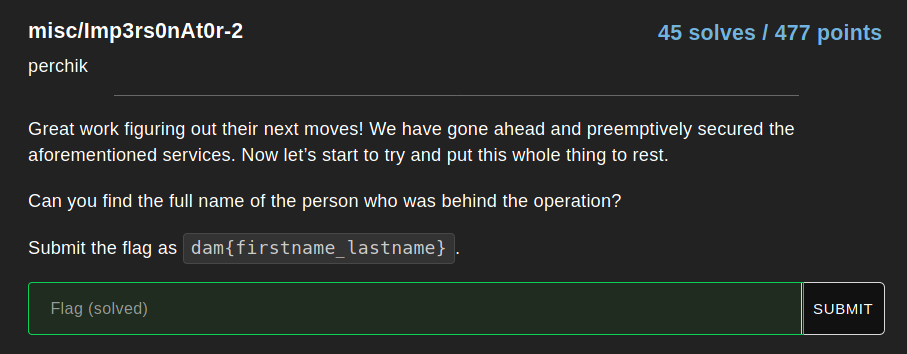 misc/Imp3rs0nAt0r-2
45 solves / 477 points
perchik
Great work figuring out their next moves! We have gone ahead and preemptively secured the
aforementioned services. Now let’s start to try and put this whole thing to rest.
Can you find the full name of the person who was behind the operation?
Submit the flag as dam{firstname_lastname}.
Flag (solved)
SUBMIT